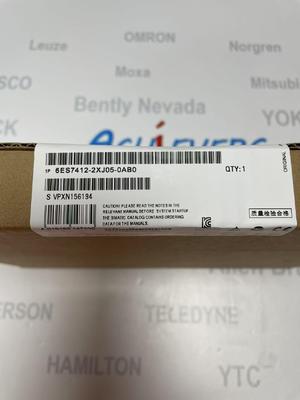 OMRON
Norgren
Leuze
Moxa
Mitsubi
SCO
Bently Nevada
YOK
ACHIEVERS
1P 6ES7412-2XJ05-0AB0
QTY:1
ORIGINAL
S VPXN156194
CAUTION! PLEASE READ THE NOTES IN THE
RELEVANT MANUAL BEFORE SYSTEM STARTUP.
THE SIMATIC CATALOG CONTAINS ORDERING
DATA FOR THE MANUALS.
质量检验合格
ERSON
TELEDYNE
HAMILTON
YTC